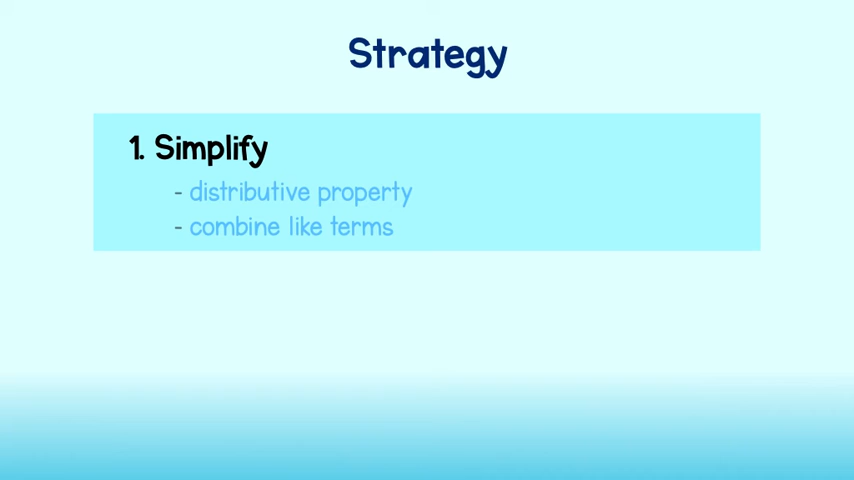 Strategy
1. Simplify
- distributive property
- combine like terms